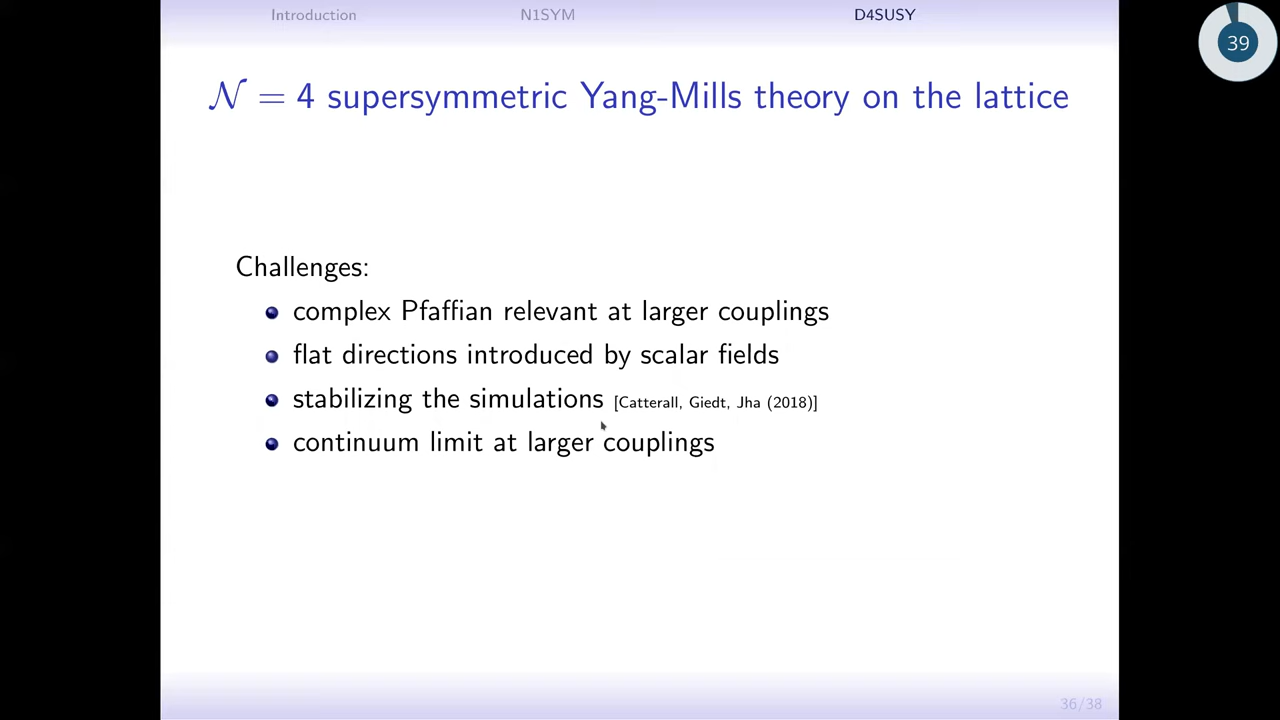 Introduction N1SYM D4SUSY
39
𝒩 = 4 supersymmetric Yang-Mills theory on the lattice
Challenges:
complex Pfaffian relevant at larger couplings
flat directions introduced by scalar fields
stabilizing the simulations [Catterall, Giedt, Jha (2018)]
continuum limit at larger couplings
36/38